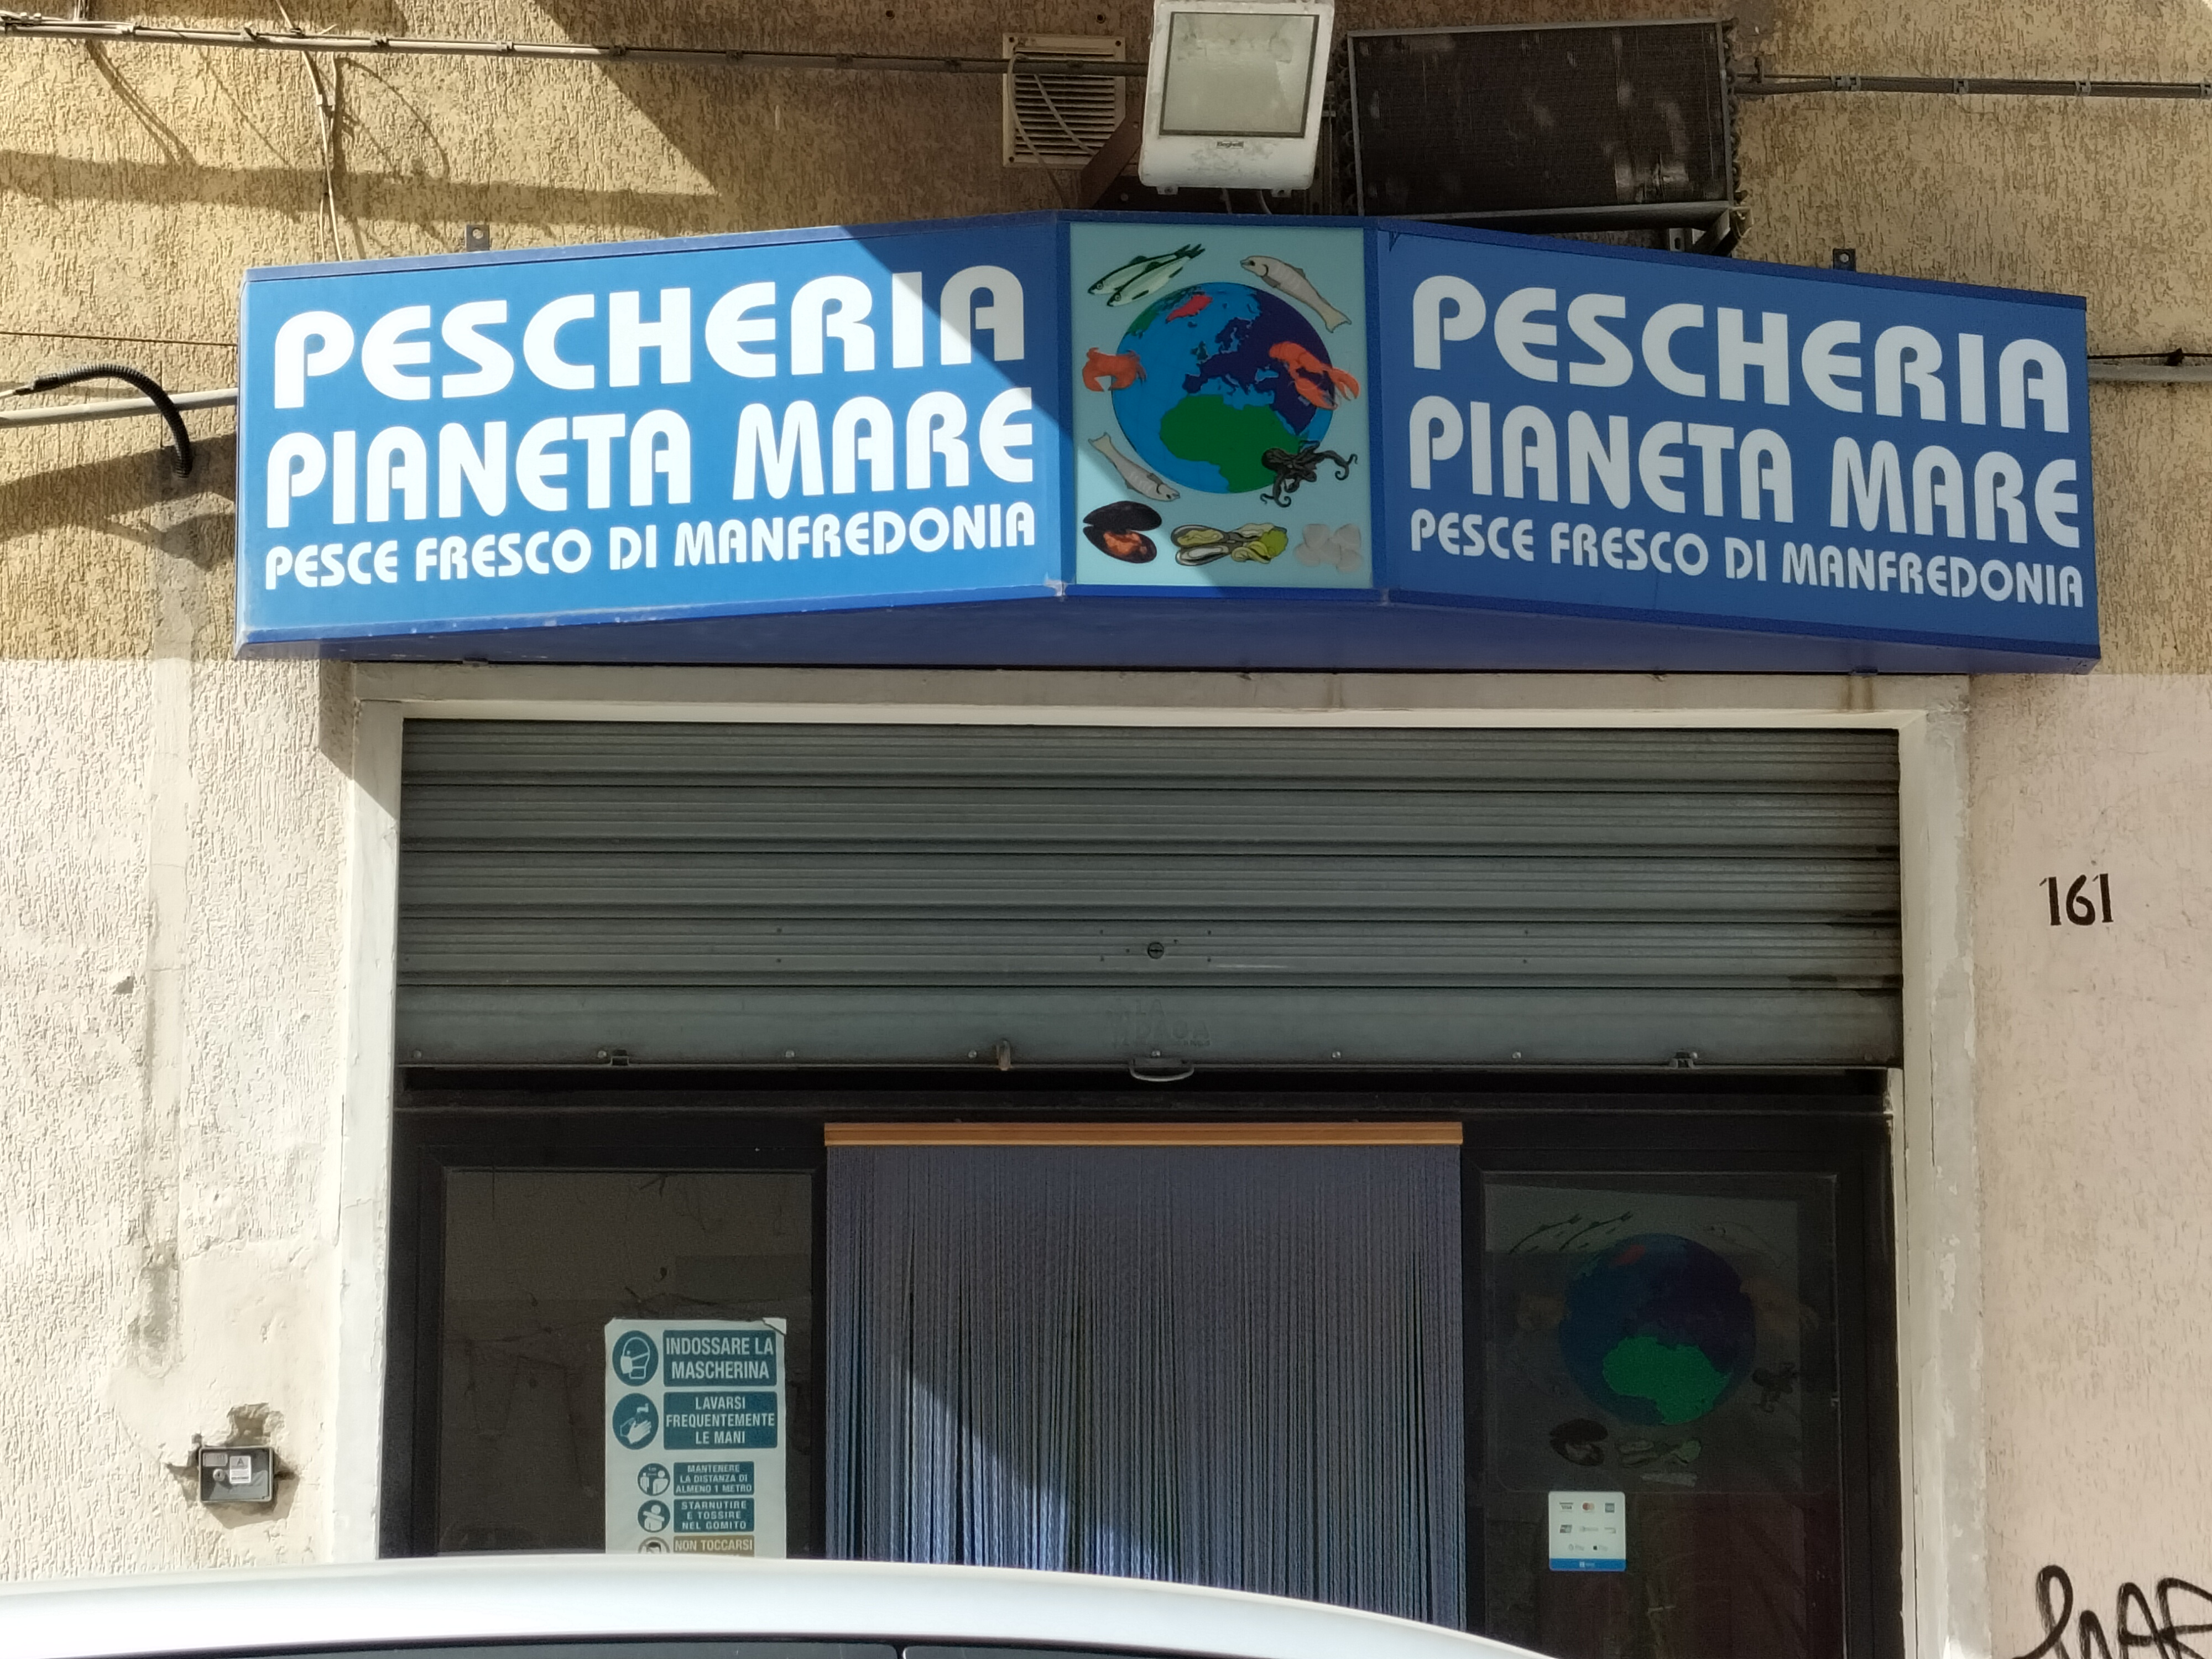 PESCHERIA
PIANETA MARE
PESCE FRESCO DI MANFREDONIA
PESCHERIA
PIANETA MARE
PESCE FRESCO DI MANFREDONIA
161
INDOSSARE LA
MASCHERINA
LAVARSI
FREQUENTEMENTE
LE MANI
MANTENERE
LA DISTANZA DI
ALMENO 1 METRO
STARNUTIRE
E TOSSIRE
NEL GOMITO
NON TOCCARSI